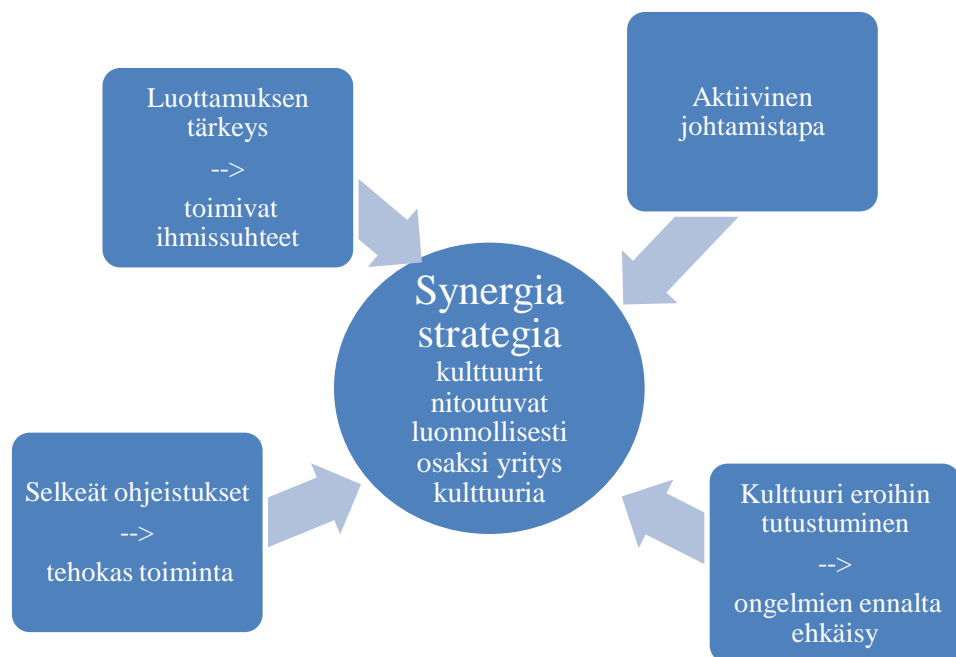 Luottamuksen
tärkeys
-->
toimivat
ihmissuhteet
Aktiivinen
johtamistapa
Synergia
strategia
kulttuurit
nitoutuvat
luonnollisesti
osaksi yritys
kulttuuria
Selkeät ohjeistukset
-->
tehokas toiminta
Kulttuuri eroihin
tutustuminen
-->
ongelmien ennalta
ehkäisy